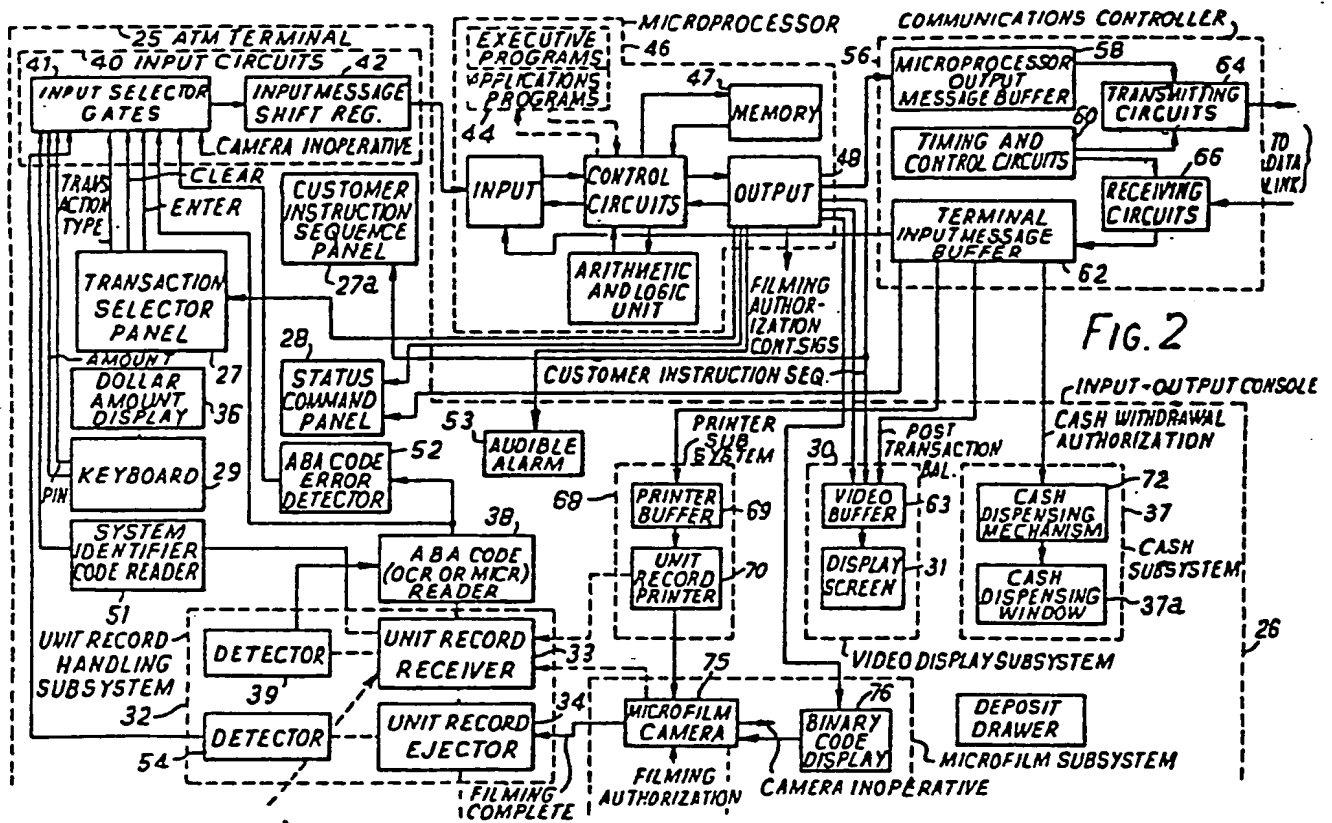 25 ATM TERMINAL
40 INPUT CIRCUITS
41
42
INPUT SELECTOR
GATES
INPUT MESSAGE
SHIFT REG.
CAMERA INOPERATIVE
TRANS
ACTION
TYPE
CLEAR
ENTER
CUSTOMER
INSTRUCTION
SEQUENCE
PANEL
27a
TRANSACTION
SELECTOR
PANEL
27
AMOUNT
DOLLAR
AMOUNT
DISPLAY
36
28
STATUS
COMMAND
PANEL
PIN
KEYBOARD
29
ABA CODE
ERROR
DETECTOR
52
53
AUDIBLE
ALARM
SYSTEM
IDENTIFIER
CODE READER
51
38
ABA CODE
(OCR OR MICR)
READER
UNIT RECORD
HANDLING
SUBSYSTEM
32
DETECTOR
39
UNIT RECORD
RECEIVER
33
DETECTOR
54
UNIT RECORD
EJECTOR
34
FILMING
COMPLETE
MICROPROCESSOR
46
EXECUTIVE
PROGRAMS
APPLICATIONS
PROGRAMS
44
47
MEMORY
INPUT
CONTROL
CIRCUITS
OUTPUT
48
ARITHMETIC
AND LOGIC
UNIT
FILMING
AUTHOR-
IZATION
CONT SIGS
CUSTOMER INSTRUCTION SEQ.
COMMUNICATIONS CONTROLLER
56
58
MICROPROCESSOR
OUTPUT
MESSAGE BUFFER
64
TRANSMITTING
CIRCUITS
60
TIMING AND
CONTROL CIRCUITS
66
RECEIVING
CIRCUITS
TO
DATA
LINK
TERMINAL
INPUT MESSAGE
BUFFER
62
FIG. 2
INPUT-OUTPUT CONSOLE
CASH WITHDRAWAL
AUTHORIZATION
PRINTER
SUB
SYSTEM
POST
TRANSACTION
BAL.
68
PRINTER
BUFFER
69
UNIT
RECORD
PRINTER
70
30
VIDEO
BUFFER
63
DISPLAY
SCREEN
31
VIDEO DISPLAY SUBSYSTEM
72
CASH
DISPENSING
MECHANISM
37
CASH
SUBSYSTEM
CASH
DISPENSING
WINDOW
37a
26
75
MICROFILM
CAMERA
76
BINARY
CODE
DISPLAY
DEPOSIT
DRAWER
MICROFILM SUBSYSTEM
FILMING
AUTHORIZATION
CAMERA INOPERATIVE